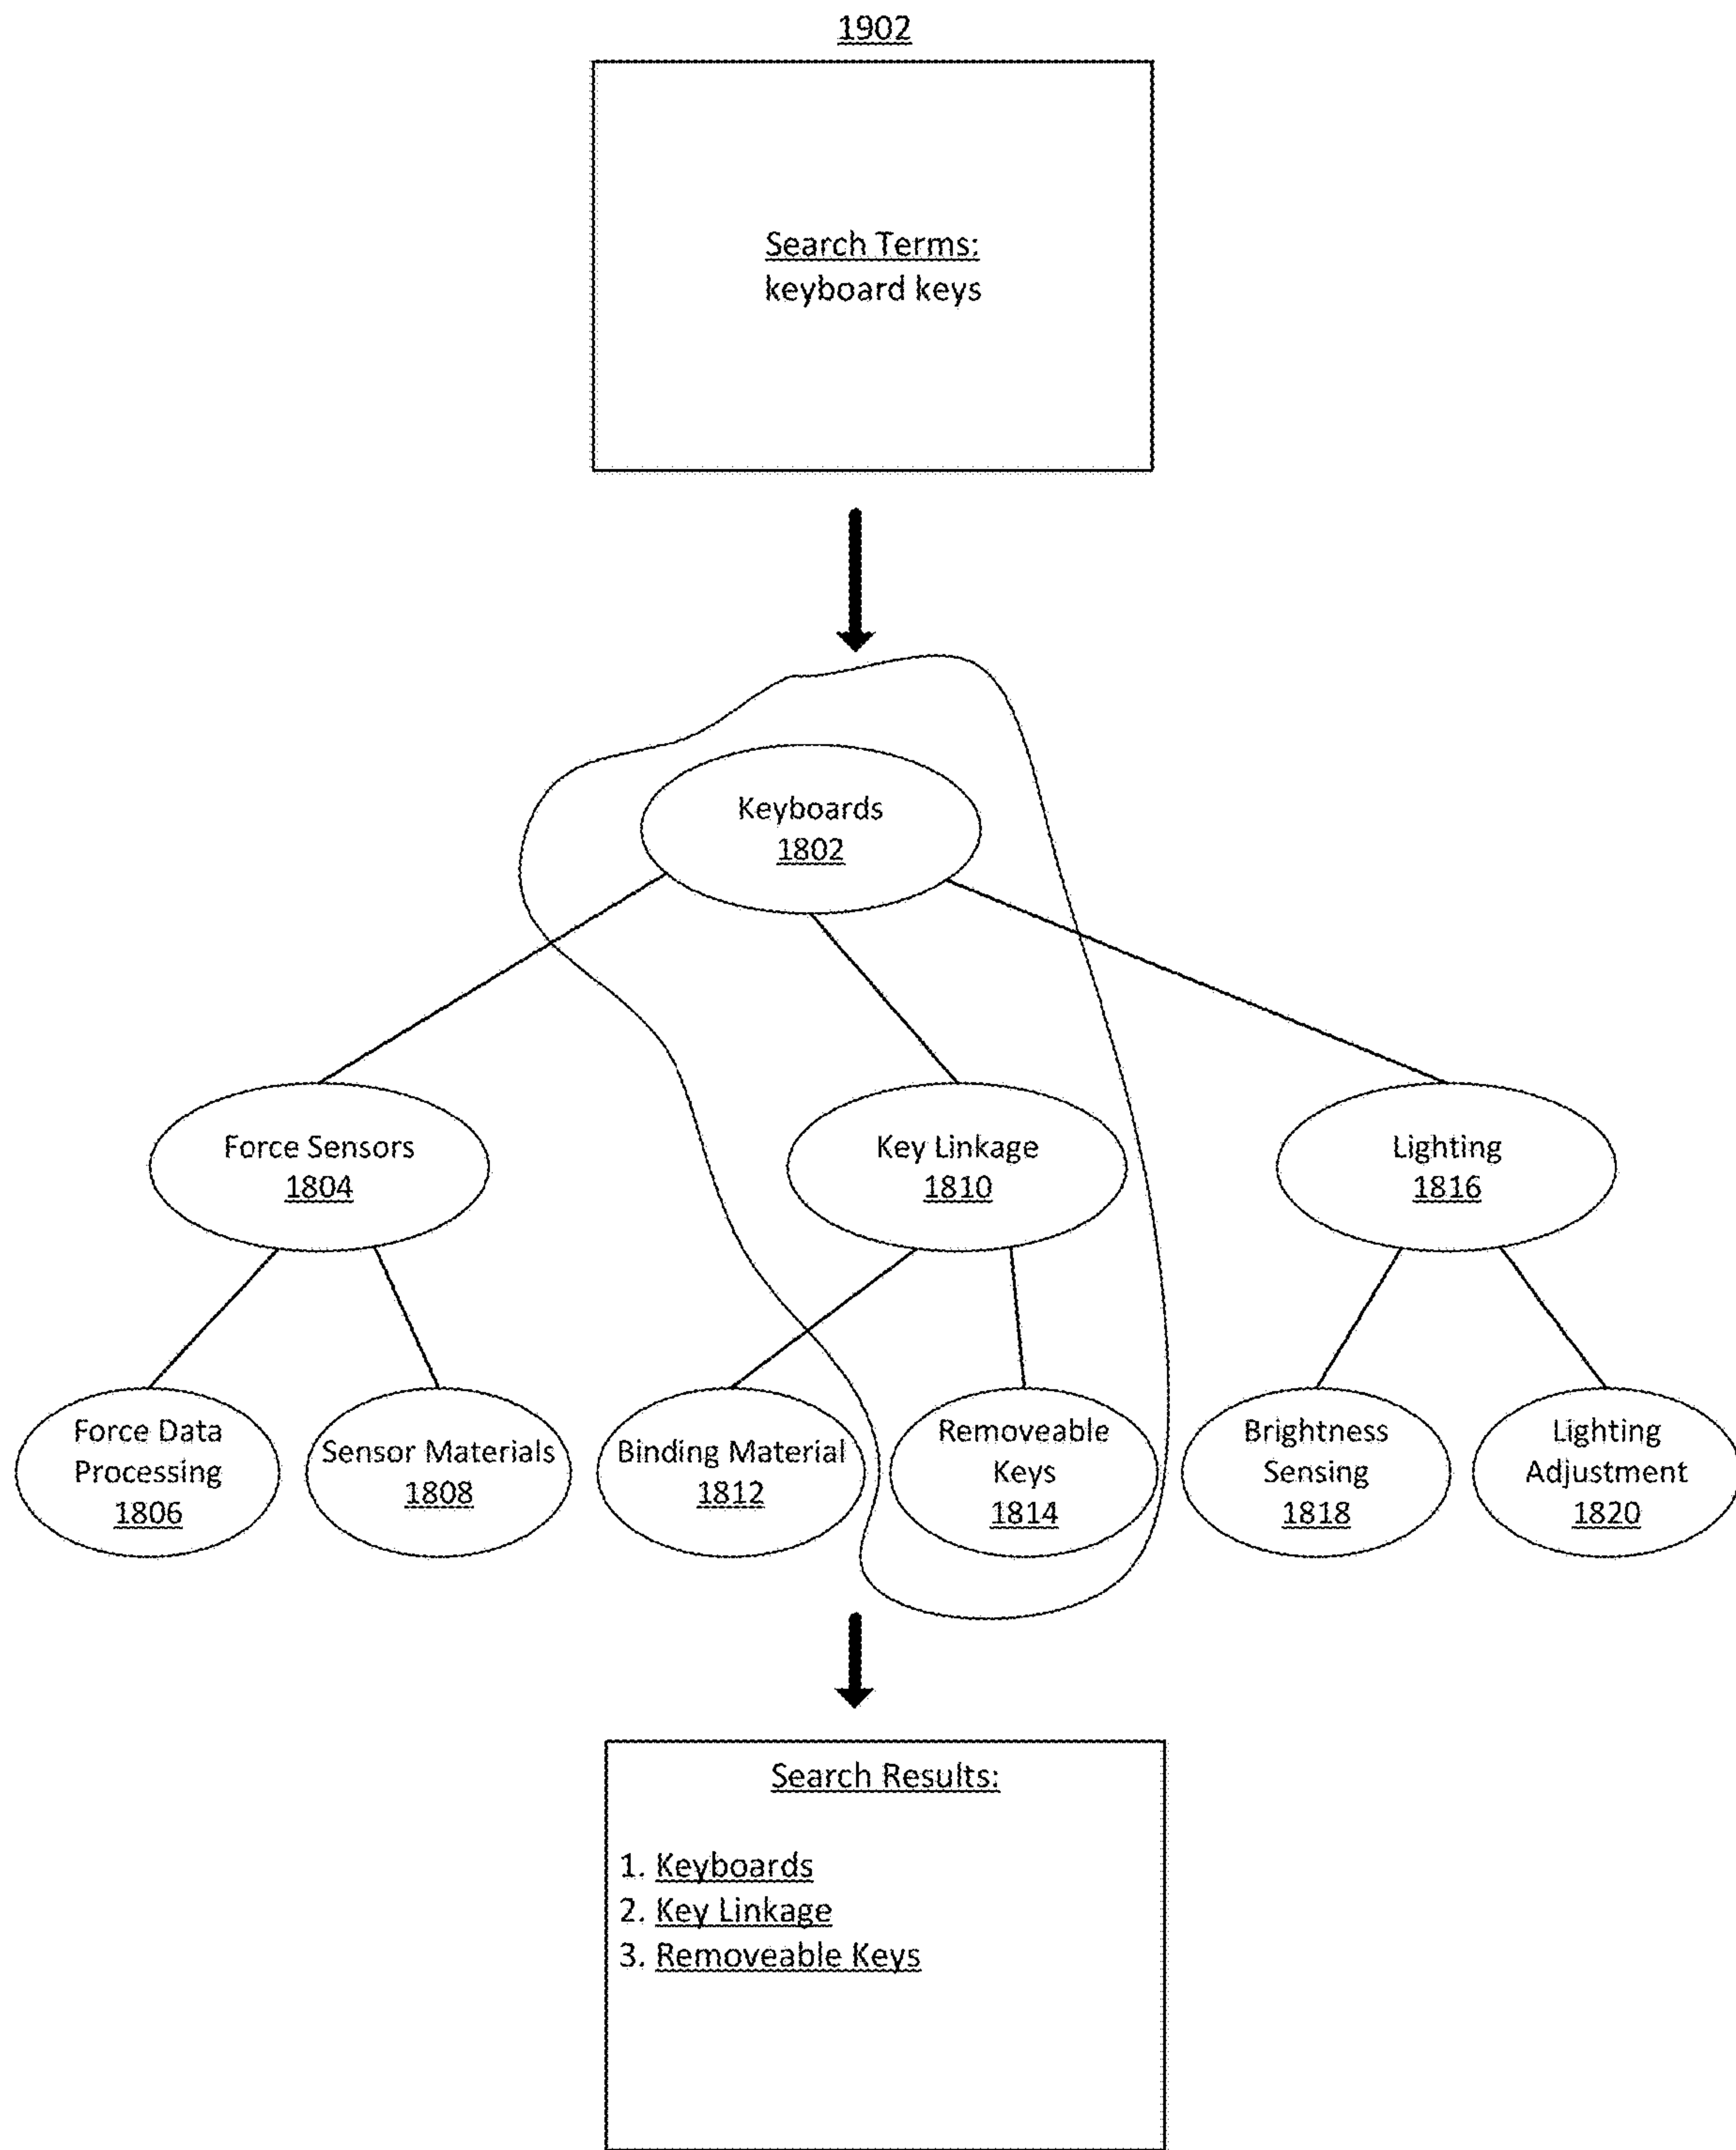 1902
Search Terms:
keyboard keys
Keyboards
1802
Force Sensors
1804
Key Linkage
1810
Lighting
1816
Force Data
Processing
1806
Sensor Materials
1808
Binding Material
1812
Removeable
Keys
1814
Brightness
Sensing
1818
Lighting
Adjustment
1820
Search Results:
1. Keyboards
2. Key Linkage
3. Removeable Keys